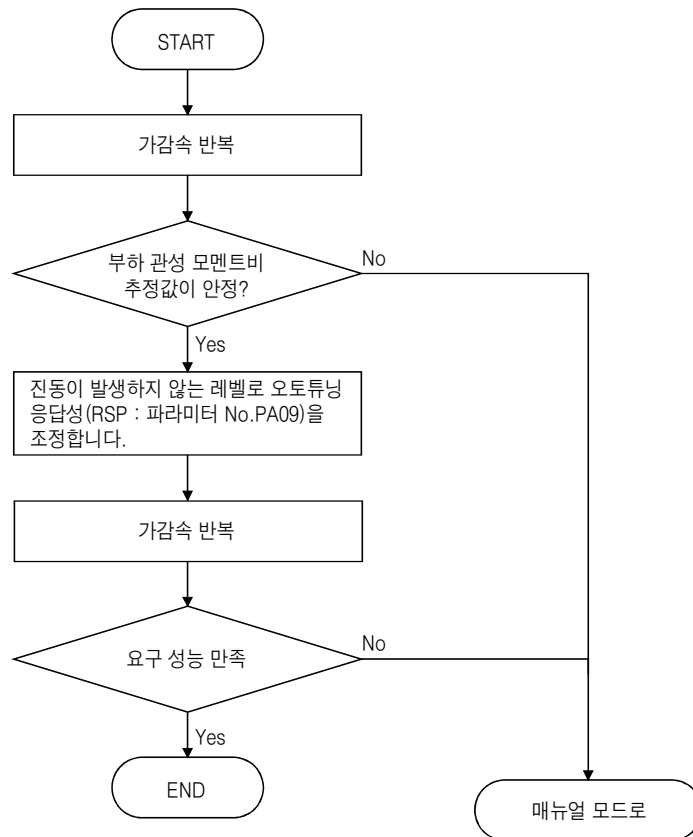 START
가감속 반복
부하 관성 모멘트비
추정값이 안정?
No
Yes
진동이 발생하지 않는 레벨로 오토튜닝
응답성(RSP : 파라미터 No.PA09)을
조정합니다.
가감속 반복
요구 성능 만족
No
Yes
END
매뉴얼 모드로